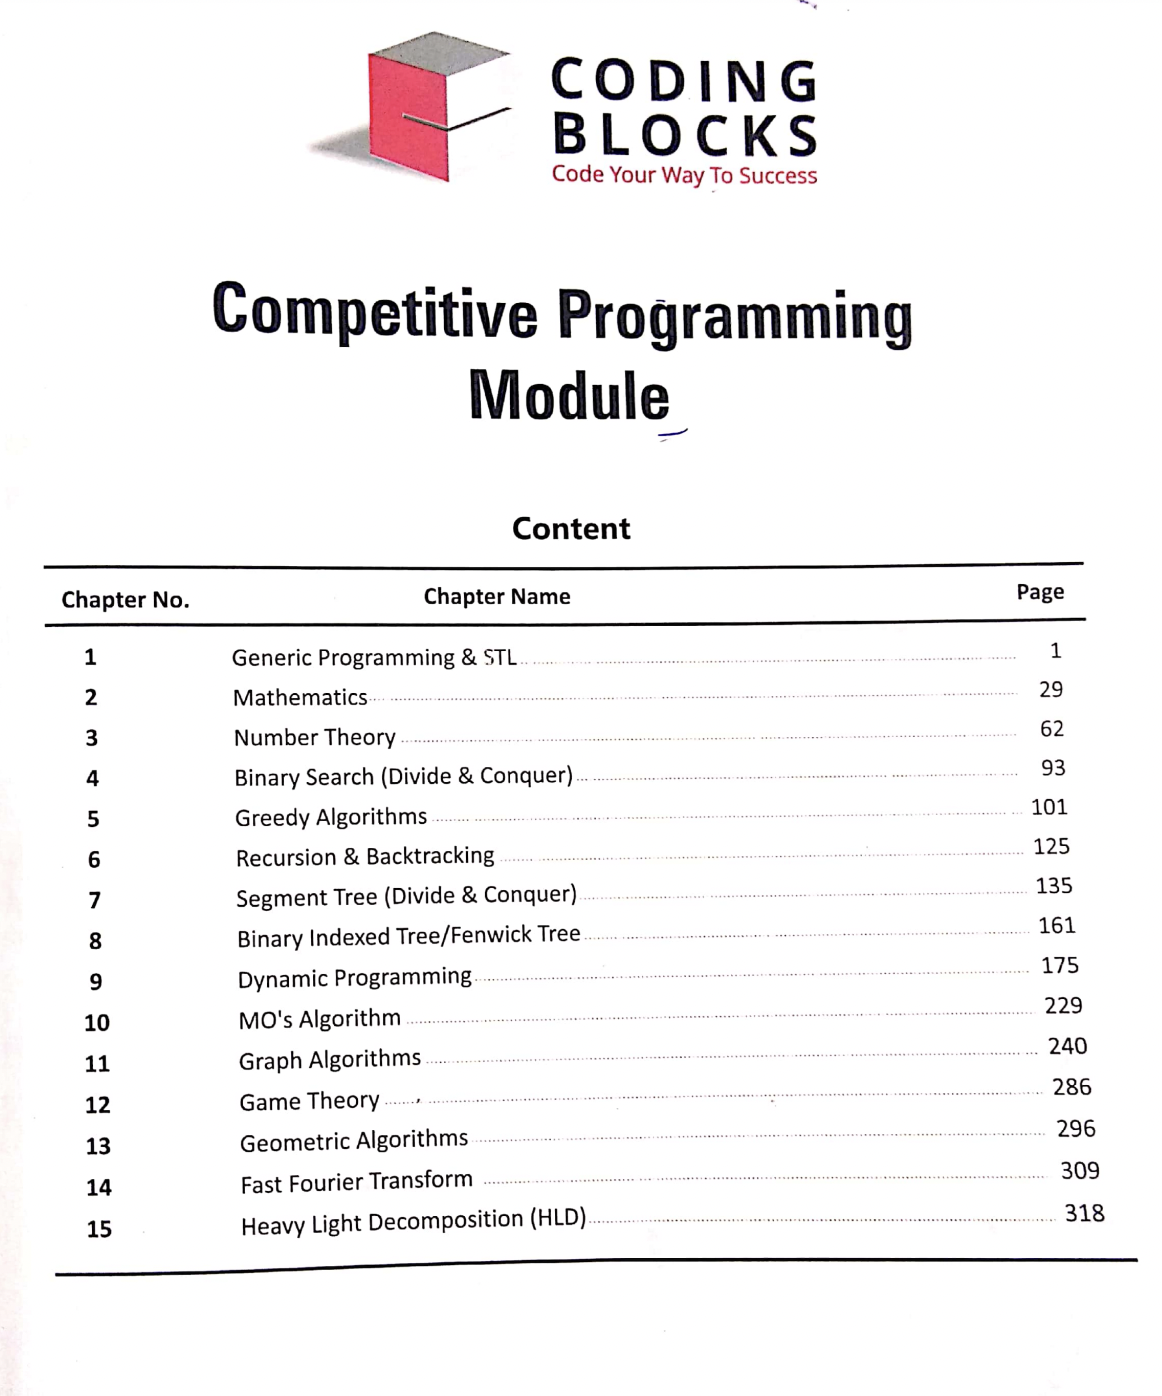 CODING
BLOCKS
Code Your Way To Success
Competitive Programming
Module
Content
Chapter No. Chapter Name Page
1 Generic Programming & STL 1
2 Mathematics 29
3 Number Theory 62
4 Binary Search (Divide & Conquer) 93
5 Greedy Algorithms 101
6 Recursion & Backtracking 125
7 Segment Tree (Divide & Conquer) 135
8 Binary Indexed Tree/Fenwick Tree 161
9 Dynamic Programming 175
10 MO's Algorithm 229
11 Graph Algorithms 240
12 Game Theory 286
13 Geometric Algorithms 296
14 Fast Fourier Transform 309
15 Heavy Light Decomposition (HLD) 318